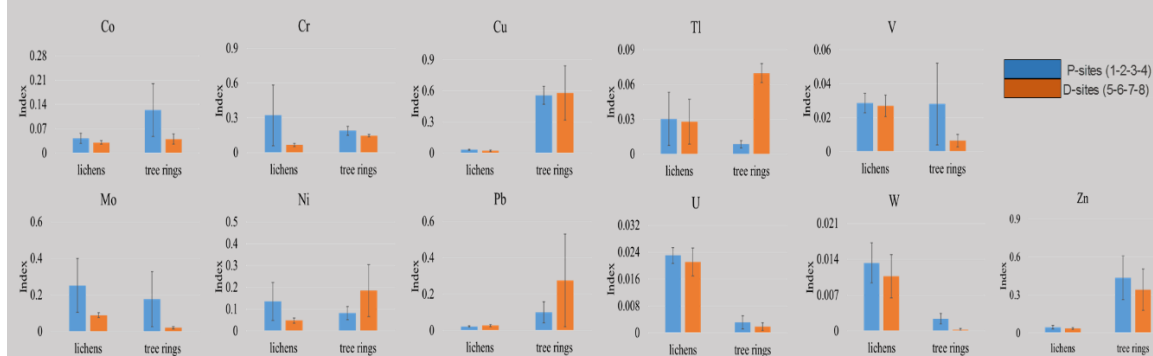 Co
Index
0.28
0.21
0.14
0.07
0
lichens
tree rings
Cr
Index
0.9
0.6
0.3
0
lichens
tree rings
Cu
Index
0.9
0.6
0.3
0
lichens
tree rings
Tl
Index
0.09
0.06
0.03
0
lichens
tree rings
V
Index
0.06
0.04
0.02
0
lichens
tree rings
P-sites (1-2-3-4)
D-sites (5-6-7-8)
Mo
Index
0.6
0.4
0.2
0
lichens
tree rings
Ni
Index
0.5
0.4
0.3
0.2
0.1
0
lichens
tree rings
Pb
Index
0.6
0.4
0.2
0
lichens
tree rings
U
Index
0.032
0.024
0.016
0.008
0
lichens
tree rings
W
Index
0.021
0.014
0.007
0
lichens
tree rings
Zn
Index
0.9
0.6
0.3
0
lichens
tree rings